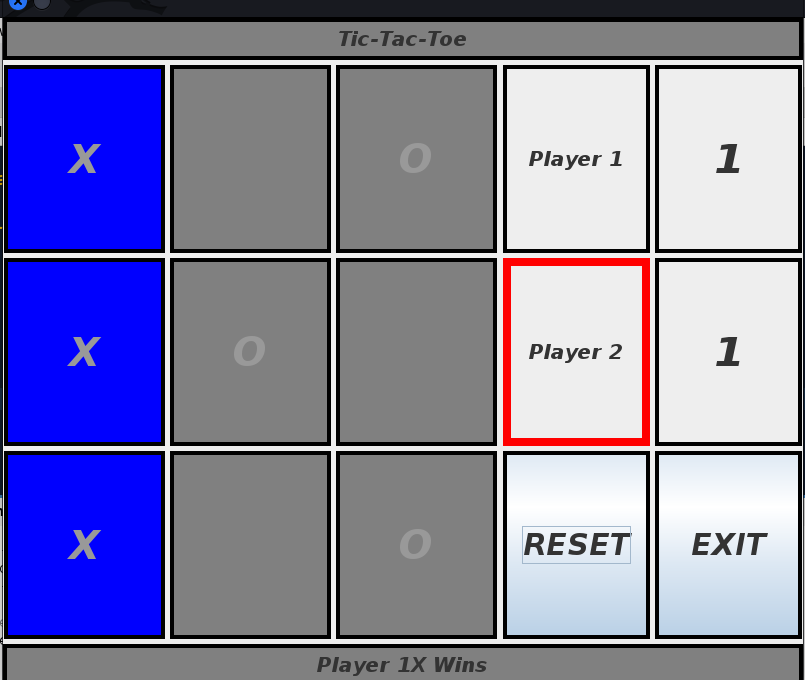 Tic-Tac-Toe
X O Player 1 1
X O Player 2 1
X O RESET EXIT
Player 1X Wins